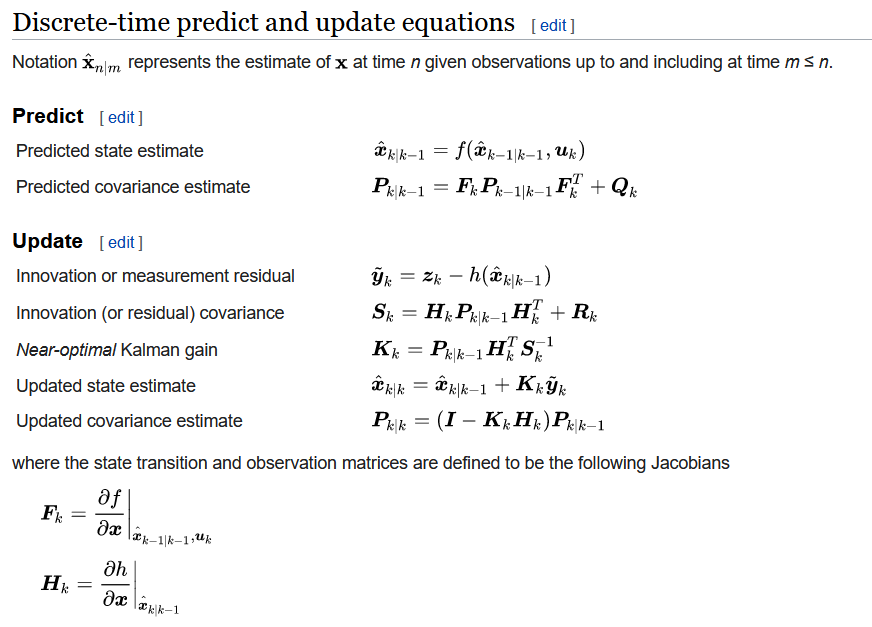 Discrete-time predict and update equations [ edit ]
Notation x̂ₙ|ₘ represents the estimate of x at time n given observations up to and including at time m ≤ n.
Predict [ edit ]
Predicted state estimate $\hat{\boldsymbol{x}}_{k|k-1} = f(\hat{\boldsymbol{x}}_{k-1|k-1}, \boldsymbol{u}_k)$
Predicted covariance estimate $\boldsymbol{P}_{k|k-1} = \boldsymbol{F}_k \boldsymbol{P}_{k-1|k-1} \boldsymbol{F}_k^T + \boldsymbol{Q}_k$
Update [ edit ]
Innovation or measurement residual $\tilde{\boldsymbol{y}}_k = \boldsymbol{z}_k - h(\hat{\boldsymbol{x}}_{k|k-1})$
Innovation (or residual) covariance $\boldsymbol{S}_k = \boldsymbol{H}_k \boldsymbol{P}_{k|k-1} \boldsymbol{H}_k^T + \boldsymbol{R}_k$
Near-optimal Kalman gain $\boldsymbol{K}_k = \boldsymbol{P}_{k|k-1} \boldsymbol{H}_k^T \boldsymbol{S}_k^{-1}$
Updated state estimate $\hat{\boldsymbol{x}}_{k|k} = \hat{\boldsymbol{x}}_{k|k-1} + \boldsymbol{K}_k \tilde{\boldsymbol{y}}_k$
Updated covariance estimate $\boldsymbol{P}_{k|k} = (\boldsymbol{I} - \boldsymbol{K}_k \boldsymbol{H}_k) \boldsymbol{P}_{k|k-1}$
where the state transition and observation matrices are defined to be the following Jacobians
$\boldsymbol{F}_k = \left. \frac{\partial f}{\partial \boldsymbol{x}} \right|_{\hat{\boldsymbol{x}}_{k-1|k-1}, \boldsymbol{u}_k}$
$\boldsymbol{H}_k = \left. \frac{\partial h}{\partial \boldsymbol{x}} \right|_{\hat{\boldsymbol{x}}_{k|k-1}}$